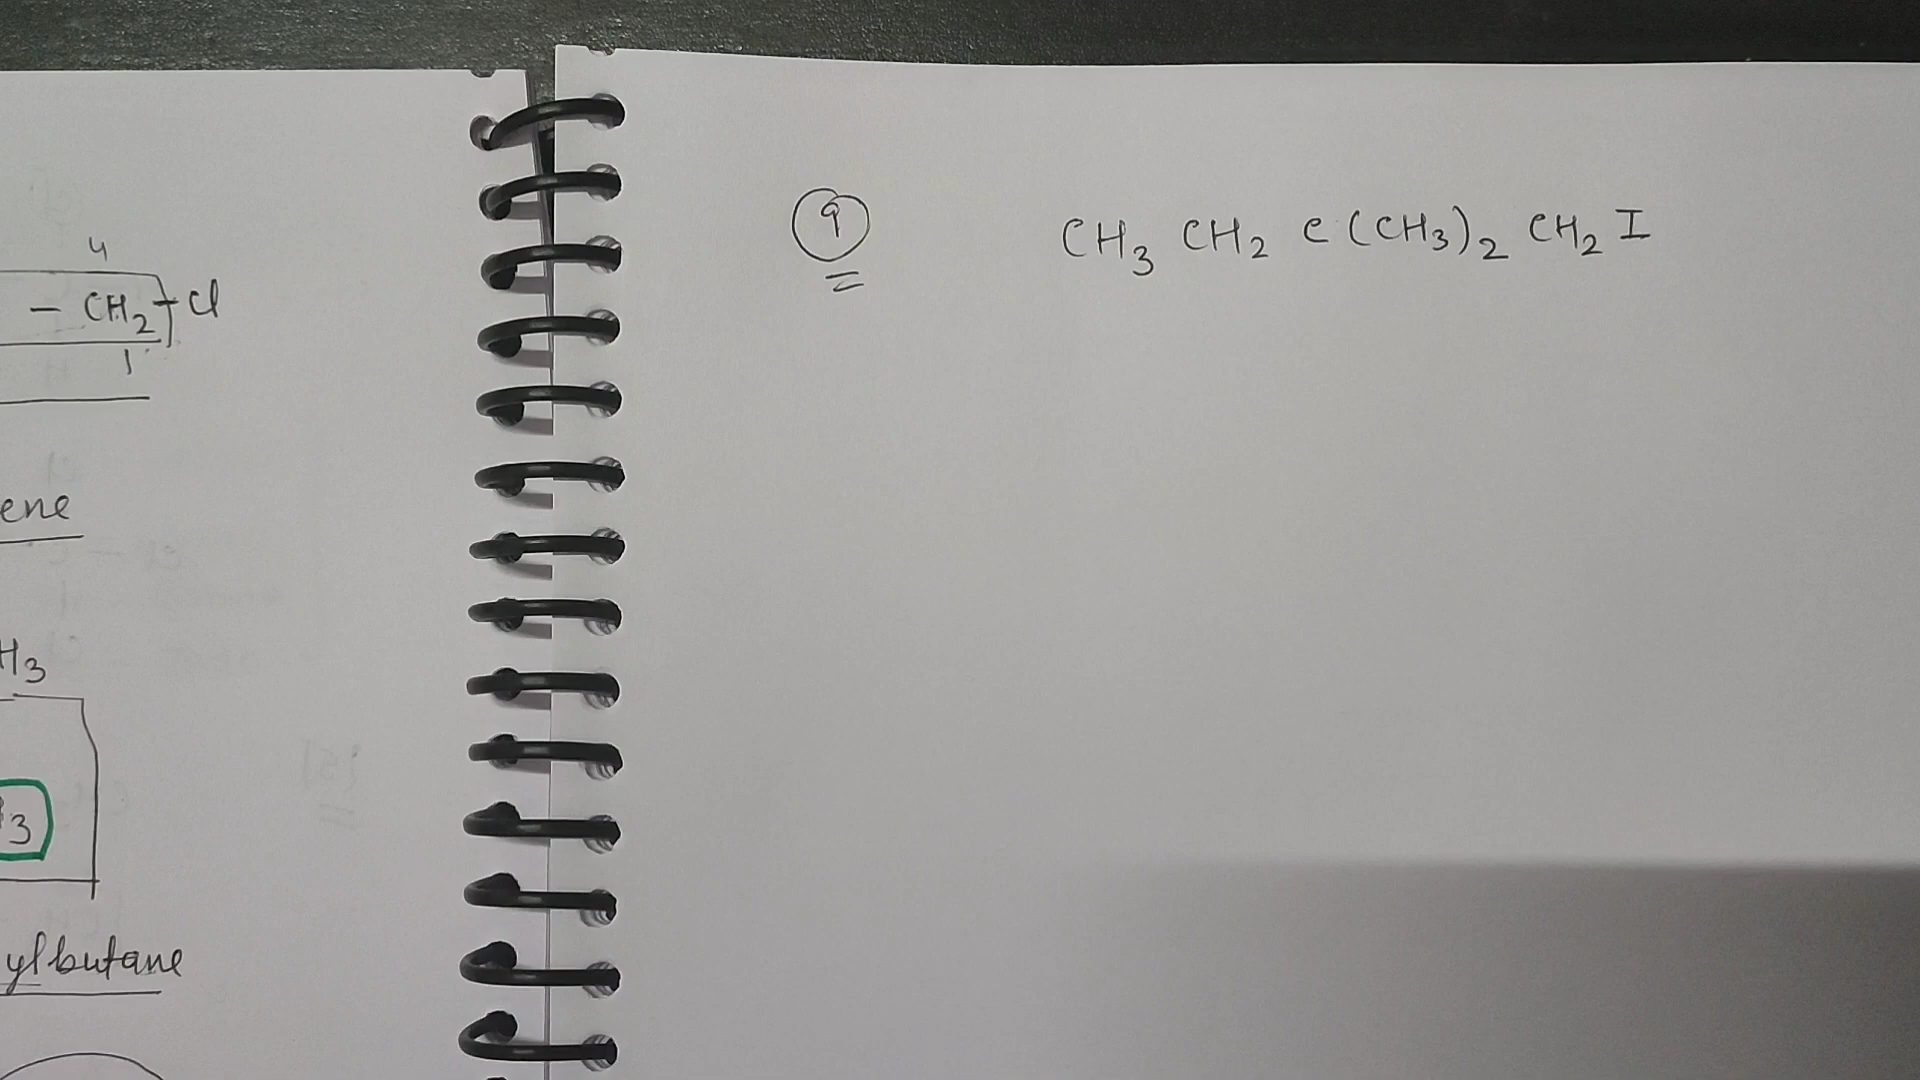 4
- CH2 + Cl
1
ene
H3
3
ylbutane
9 CH3 CH2 C(CH3)2 CH2 I